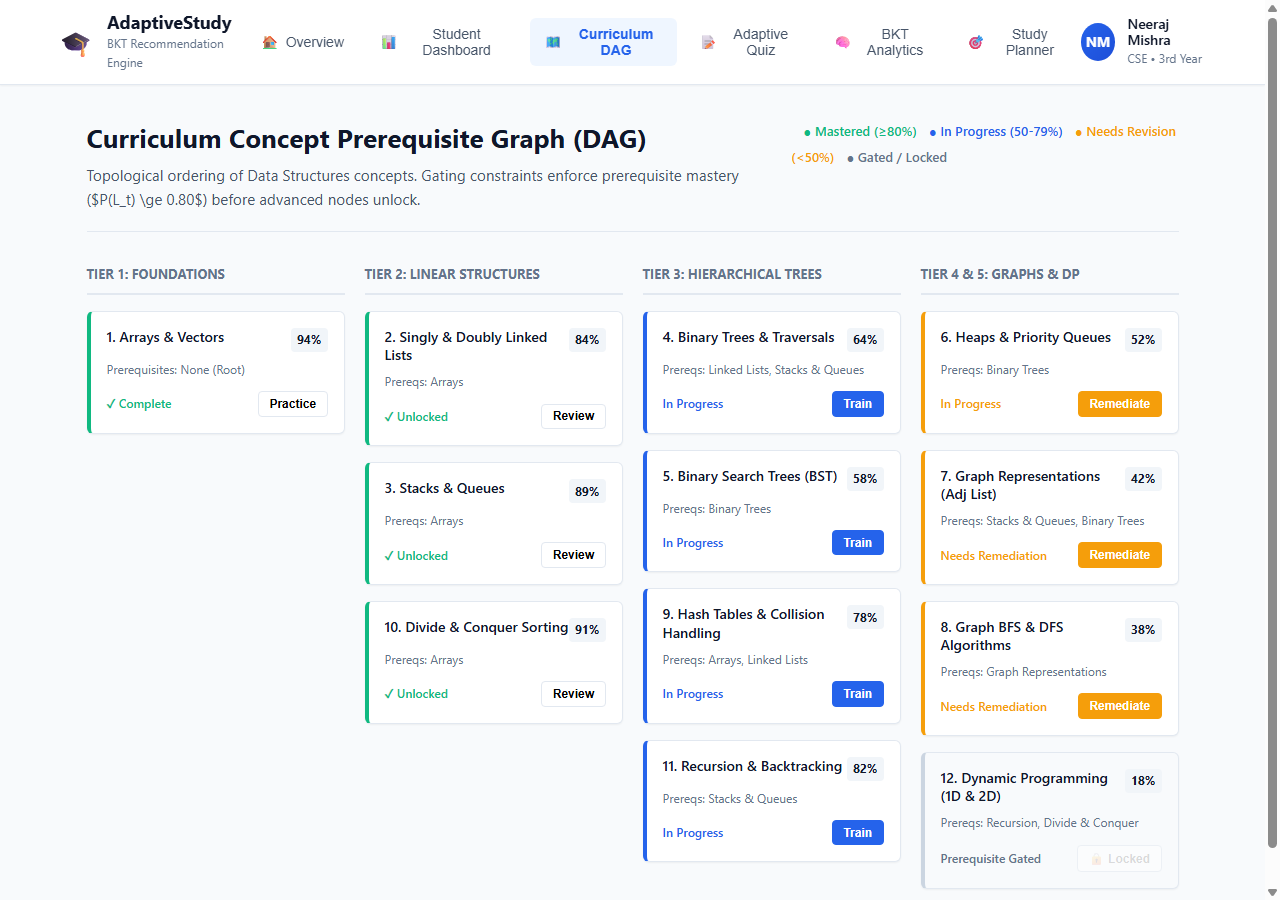 AdaptiveStudy
BKT Recommendation
Engine
Overview
Student
Dashboard
Curriculum
DAG
Adaptive
Quiz
BKT
Analytics
Study
Planner
NM
Neeraj
Mishra
CSE • 3rd Year
Curriculum Concept Prerequisite Graph (DAG)
Topological ordering of Data Structures concepts. Gating constraints enforce prerequisite mastery
($P(L_t) \ge 0.80$) before advanced nodes unlock.
● Mastered (≥80%) ● In Progress (50-79%) ● Needs Revision
(<50%) ● Gated / Locked
TIER 1: FOUNDATIONS
1. Arrays & Vectors 94%
Prerequisites: None (Root)
✓ Complete Practice
TIER 2: LINEAR STRUCTURES
2. Singly & Doubly Linked 84%
Lists
Prereqs: Arrays
✓ Unlocked Review
3. Stacks & Queues 89%
Prereqs: Arrays
✓ Unlocked Review
10. Divide & Conquer Sorting 91%
Prereqs: Arrays
✓ Unlocked Review
TIER 3: HIERARCHICAL TREES
4. Binary Trees & Traversals 64%
Prereqs: Linked Lists, Stacks & Queues
In Progress Train
5. Binary Search Trees (BST) 58%
Prereqs: Binary Trees
In Progress Train
9. Hash Tables & Collision 78%
Handling
Prereqs: Arrays, Linked Lists
In Progress Train
11. Recursion & Backtracking 82%
Prereqs: Stacks & Queues
In Progress Train
TIER 4 & 5: GRAPHS & DP
6. Heaps & Priority Queues 52%
Prereqs: Binary Trees
In Progress Remediate
7. Graph Representations 42%
(Adj List)
Prereqs: Stacks & Queues, Binary Trees
Needs Remediation Remediate
8. Graph BFS & DFS 38%
Algorithms
Prereqs: Graph Representations
Needs Remediation Remediate
12. Dynamic Programming 18%
(1D & 2D)
Prereqs: Recursion, Divide & Conquer
Prerequisite Gated Locked